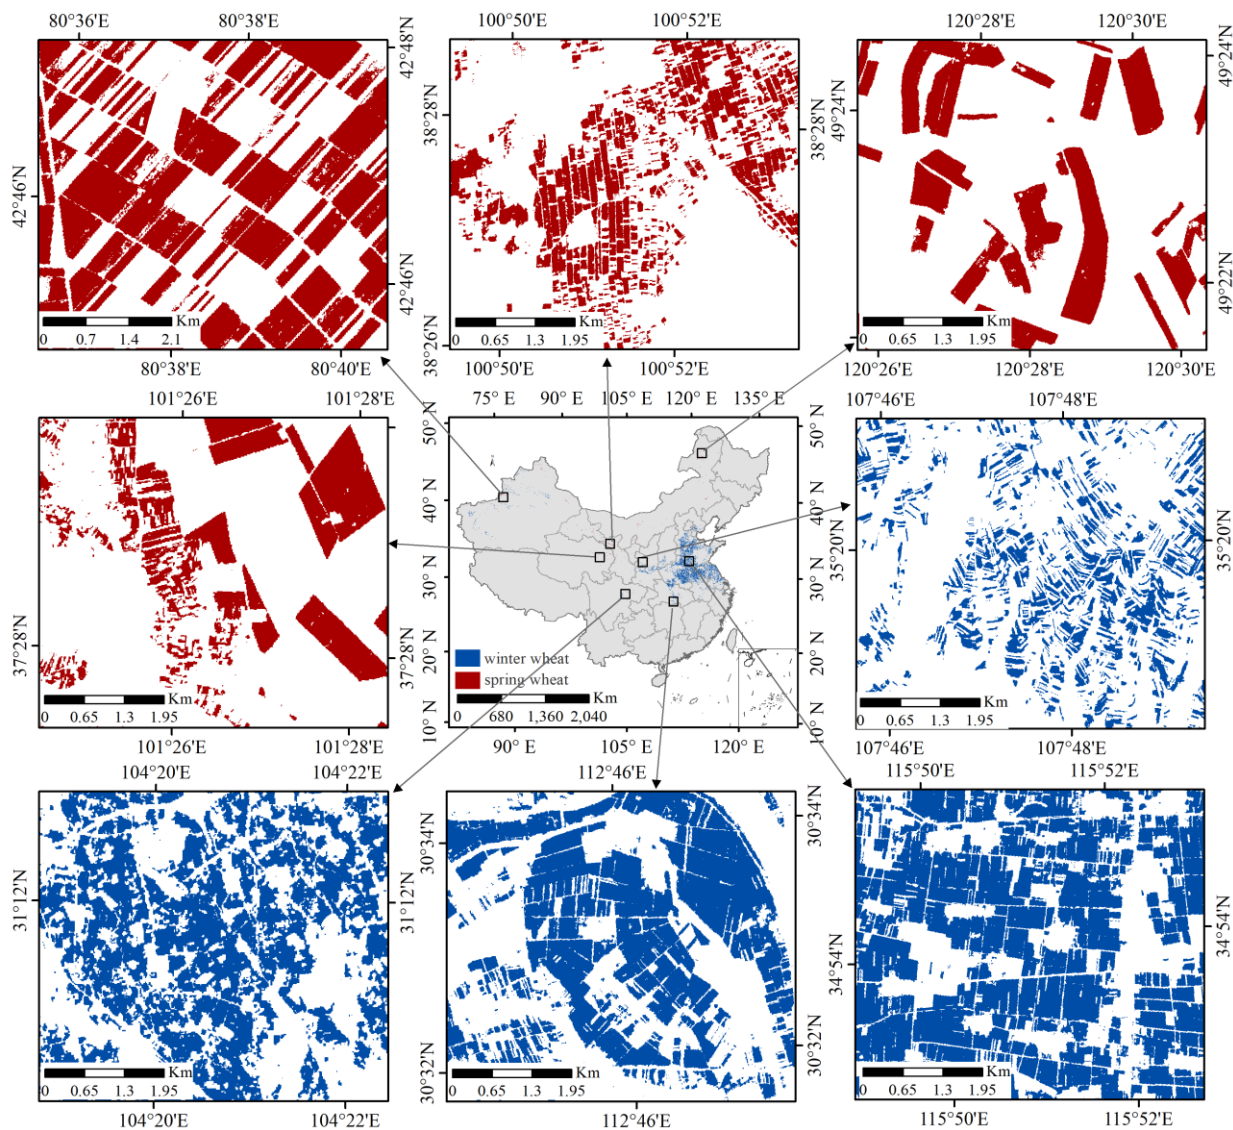 80°36'E 80°38'E
100°50'E 100°52'E
120°28'E 120°30'E
42°46'N
42°48'N
42°46'N
Km
0 0.7 1.4 2.1
80°38'E 80°40'E
38°28'N
38°26'N
38°28'N
Km
0 0.65 1.3 1.95
100°50'E 100°52'E
49°24'N
49°24'N
49°22'N
Km
0 0.65 1.3 1.95
120°26'E 120°28'E 120°30'E
101°26'E 101°28'E
37°28'N
37°28'N
Km
0 0.65 1.3 1.95
101°26'E 101°28'E
75°E 90°E 105°E 120°E 135°E
50°N
40°N
30°N
20°N
10°N
50°N
40°N
30°N
20°N
10°N
winter wheat
spring wheat
Km
0 680 1,360 2,040
90°E 105°E 120°E
107°46'E 107°48'E
35°20'N
35°20'N
Km
0 0.65 1.3 1.95
107°46'E 107°48'E
104°20'E 104°22'E
31°12'N
31°12'N
Km
0 0.65 1.3 1.95
104°20'E 104°22'E
112°46'E
30°34'N
30°32'N
30°34'N
30°32'N
Km
0 0.65 1.3 1.95
112°46'E
115°50'E 115°52'E
34°54'N
34°54'N
Km
0 0.65 1.3 1.95
115°50'E 115°52'E